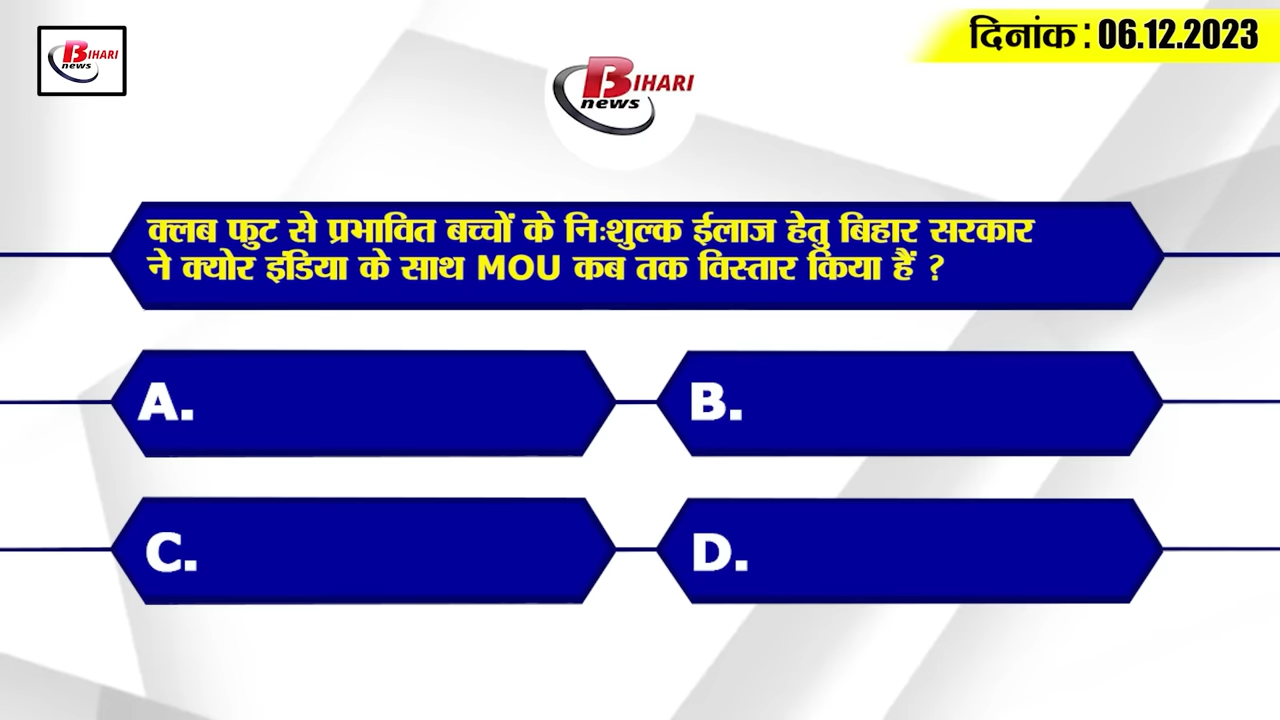 BIHARI
news
दिनांक : 06.12.2023
BIHARI
news
क्लब फुट से प्रभावित बच्चों के निःशुल्क ईलाज हेतु बिहार सरकार
ने क्योर इंडिया के साथ MOU कब तक विस्तार किया हैं ?
A.
B.
C.
D.